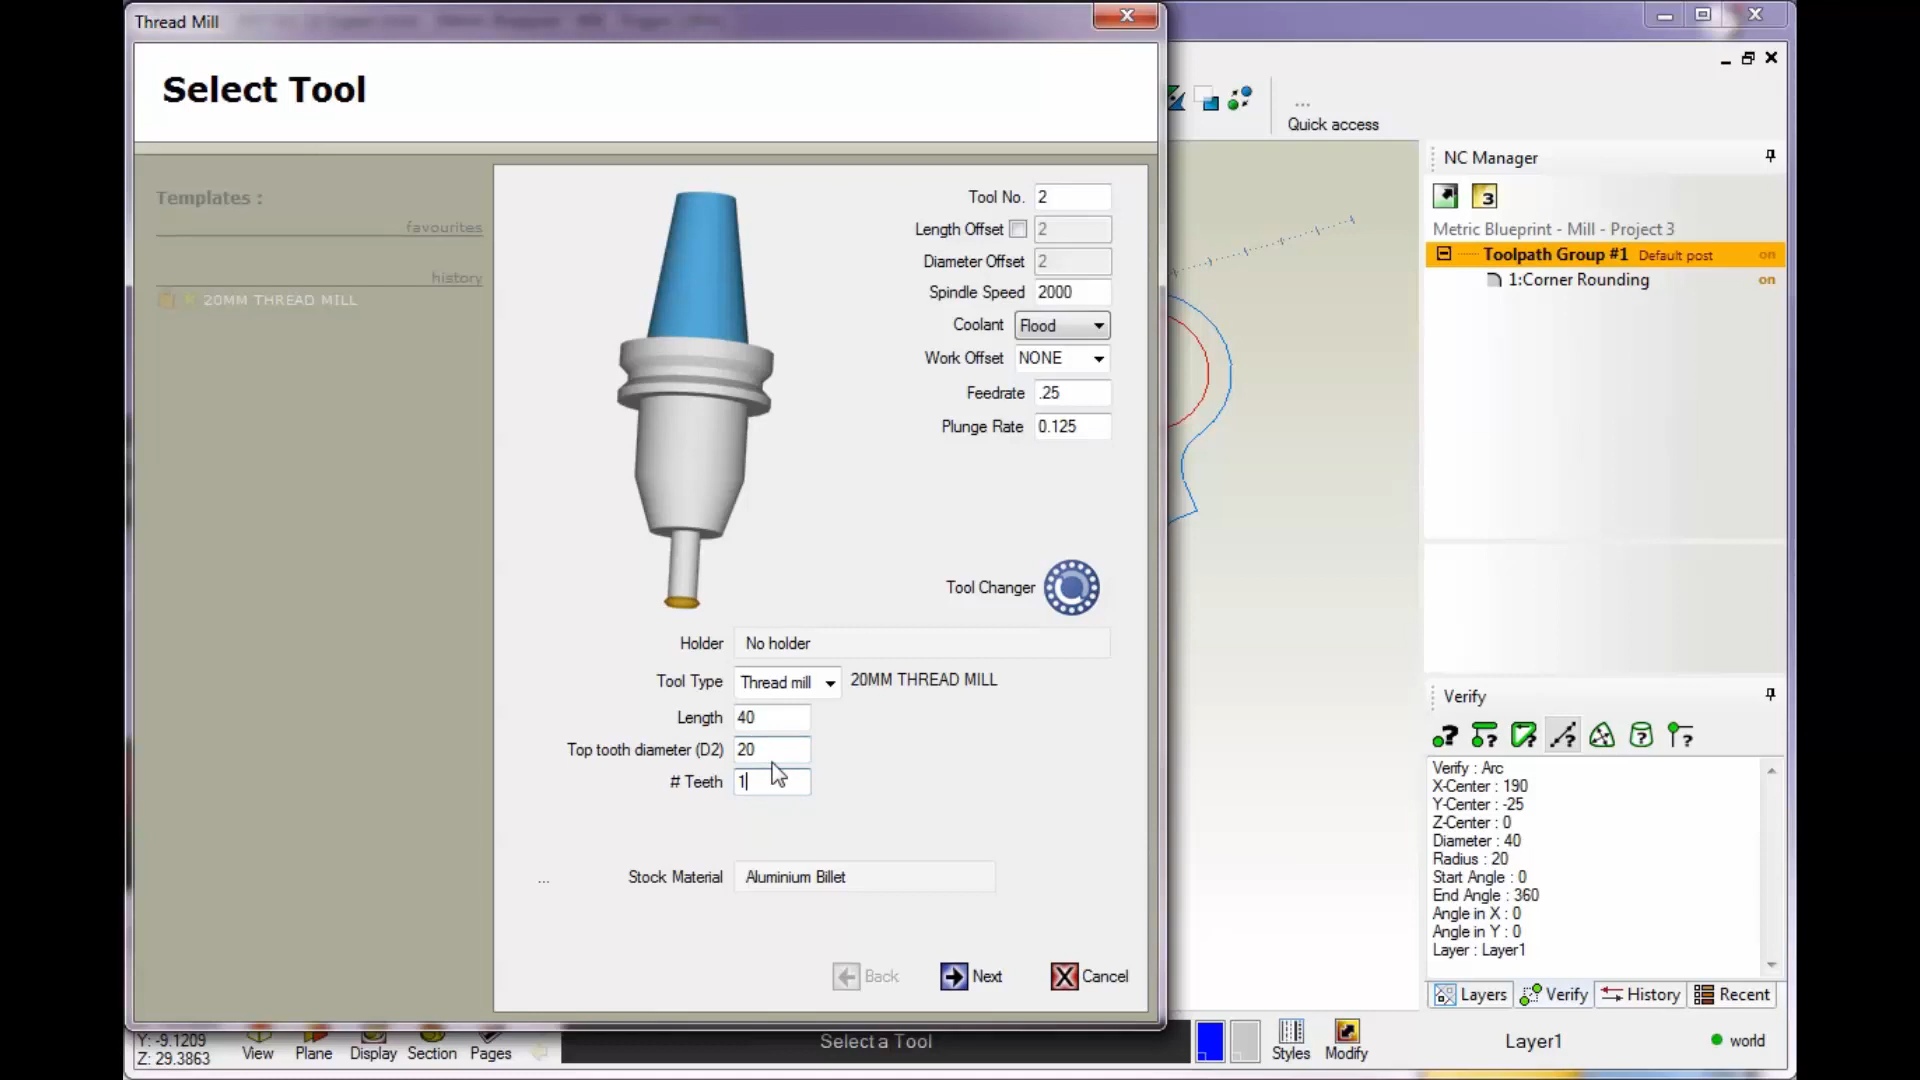 Thread Mill
Select Tool
Templates :
favourites
history
20MM THREAD MILL
Tool No. 2
Length Offset 2
Diameter Offset 2
Spindle Speed 2000
Coolant Flood
Work Offset NONE
Feedrate .25
Plunge Rate 0.125
Tool Changer
Holder No holder
Tool Type Thread mill 20MM THREAD MILL
Length 40
Top tooth diameter (D2) 20
# Teeth 1
... Stock Material Aluminium Billet
Back Next Cancel
...
Quick access
NC Manager
3
Metric Blueprint - Mill - Project 3
Toolpath Group #1 Default post on
1:Corner Rounding on
Verify
Verify : Arc
X-Center : 190
Y-Center : -25
Z-Center : 0
Diameter : 40
Radius : 20
Start Angle : 0
End Angle : 360
Angle in X : 0
Angle in Y : 0
Layer : Layer1
Layers Verify History Recent
Y: -9.1209
Z: 29.3863
View Plane Display Section Pages
Select a Tool
Styles Modify
Layer1
world